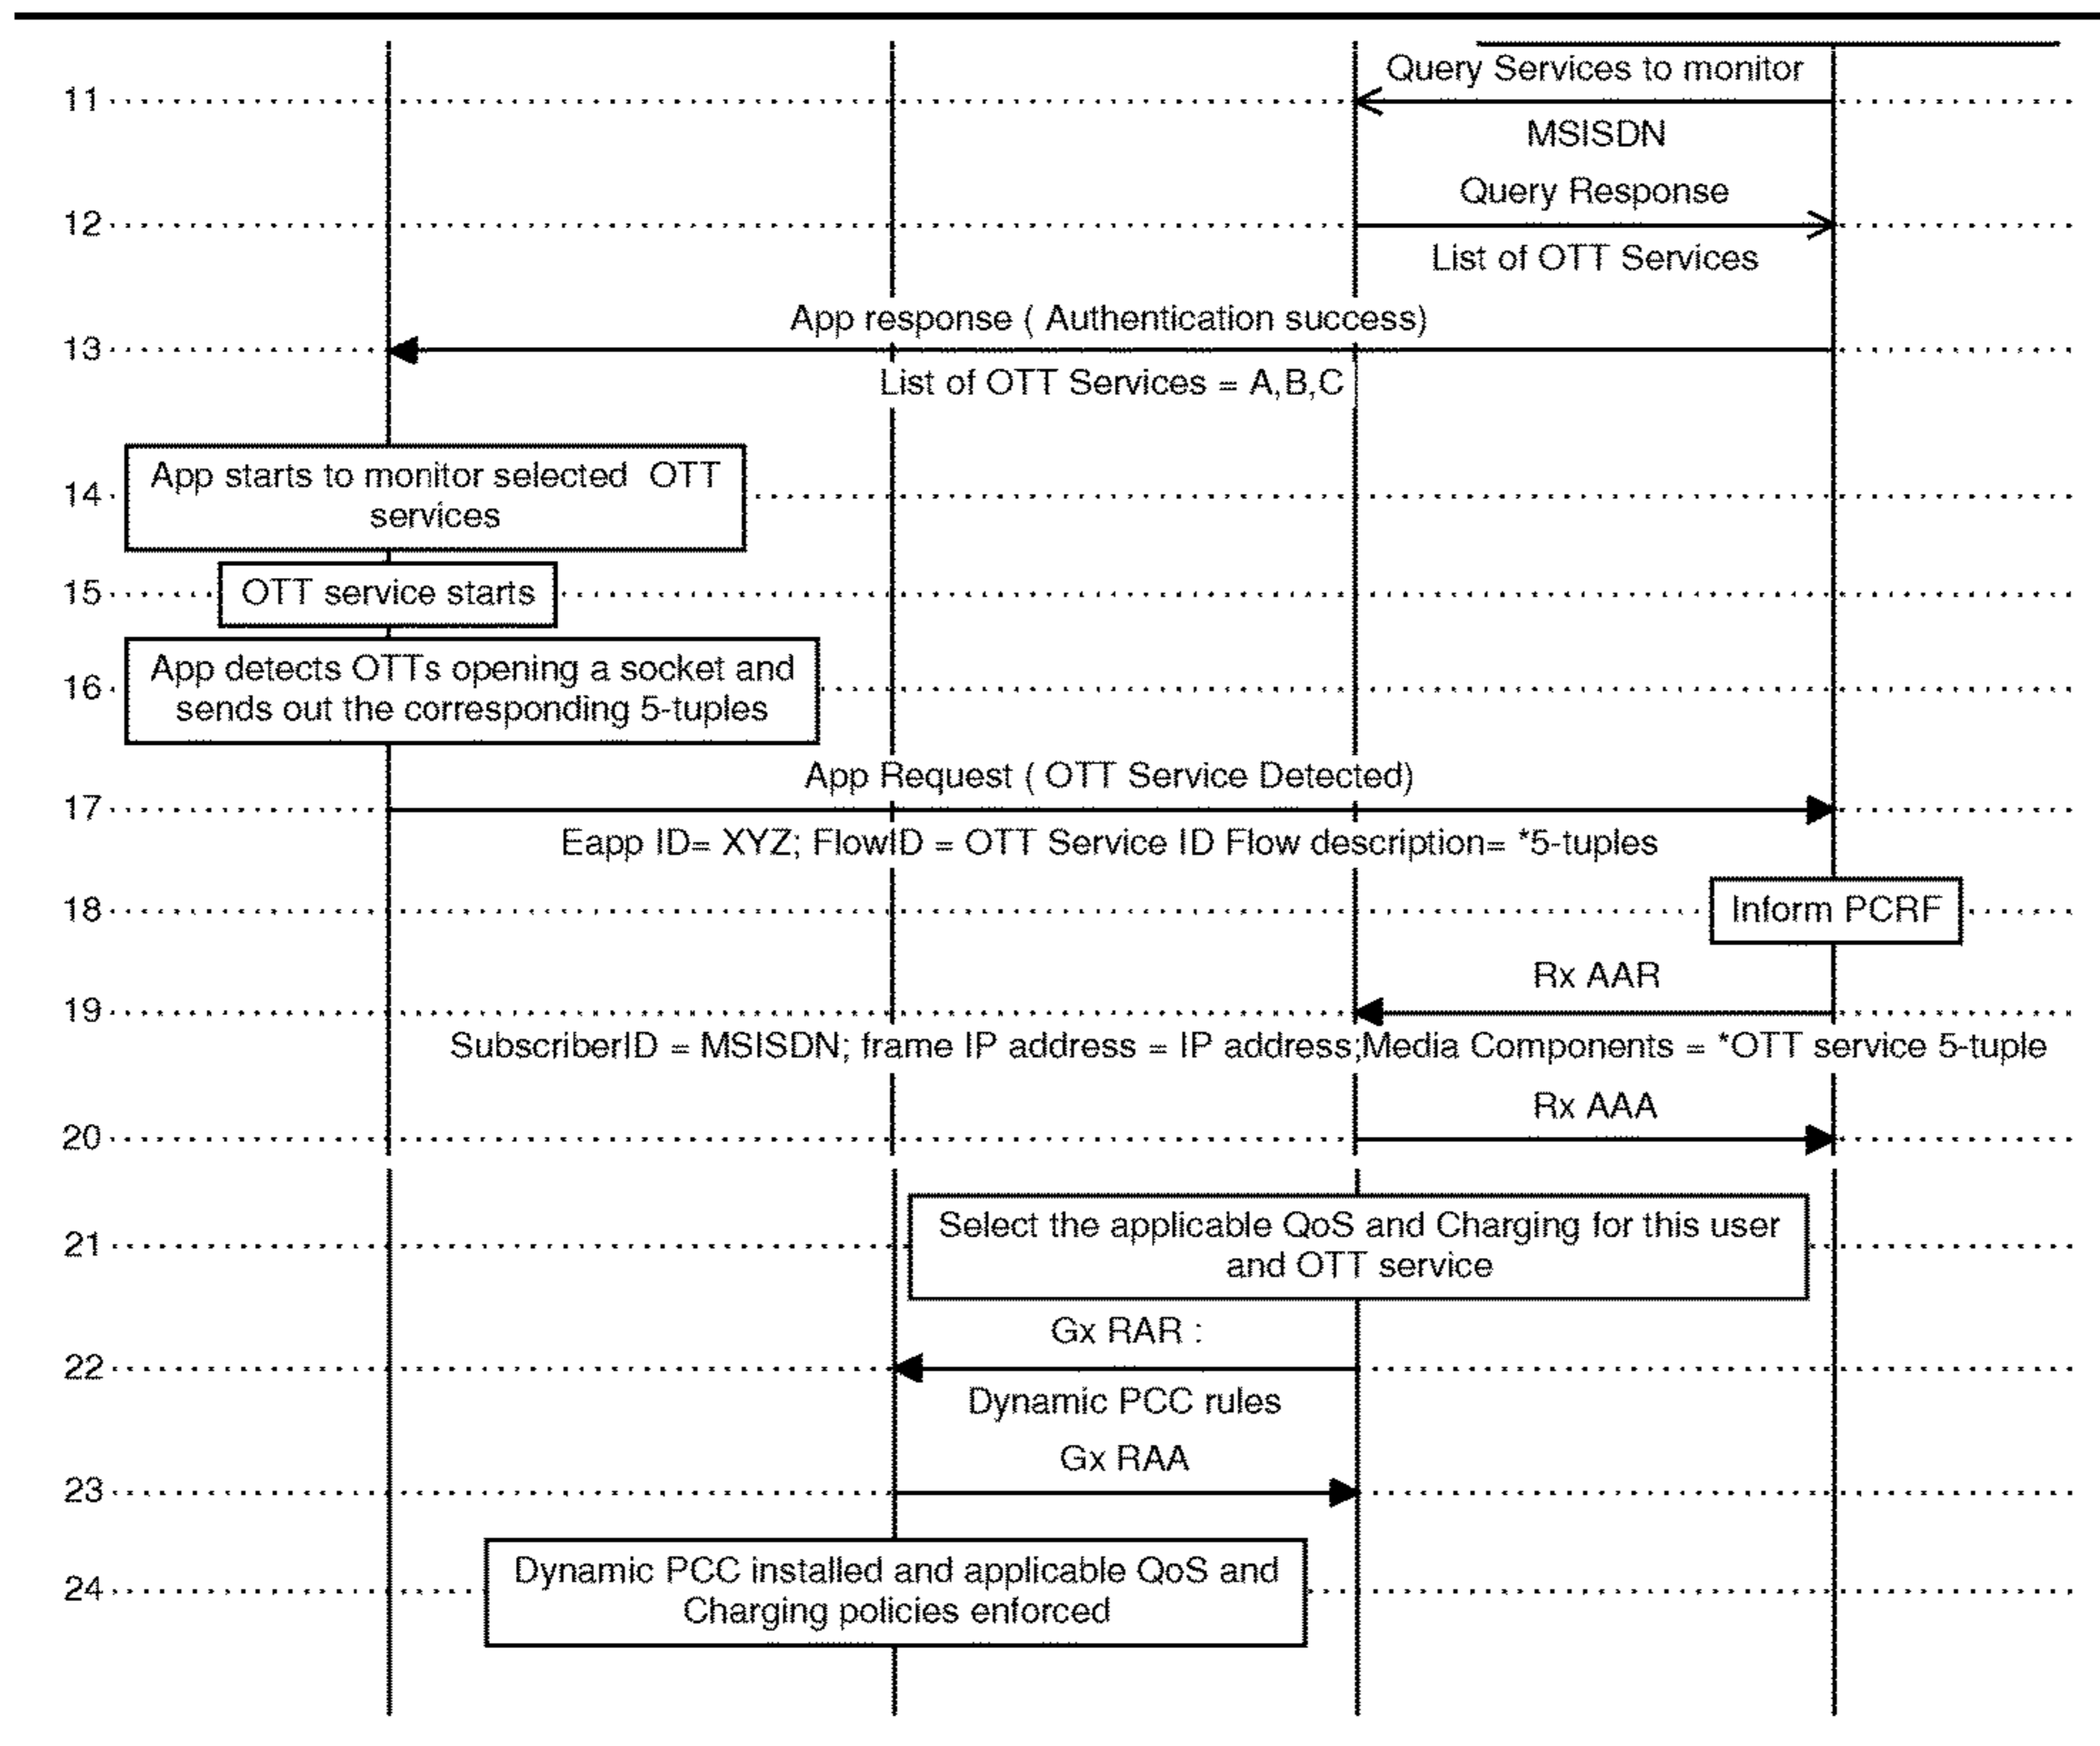 Query Services to monitor
11
MSISDN
Query Response
12
List of OTT Services
App response ( Authentication success)
13
List of OTT Services = A,B,C
14
App starts to monitor selected OTT
services
15
OTT service starts
16
App detects OTTs opening a socket and
sends out the corresponding 5-tuples
App Request ( OTT Service Detected)
17
Eapp ID= XYZ; FlowID = OTT Service ID Flow description= *5-tuples
18
Inform PCRF
Rx AAR
19
SubscriberID = MSISDN; frame IP address = IP address;Media Components = *OTT service 5-tuple
Rx AAA
20
21
Select the applicable QoS and Charging for this user
and OTT service
Gx RAR :
22
Dynamic PCC rules
Gx RAA
23
24
Dynamic PCC installed and applicable QoS and
Charging policies enforced